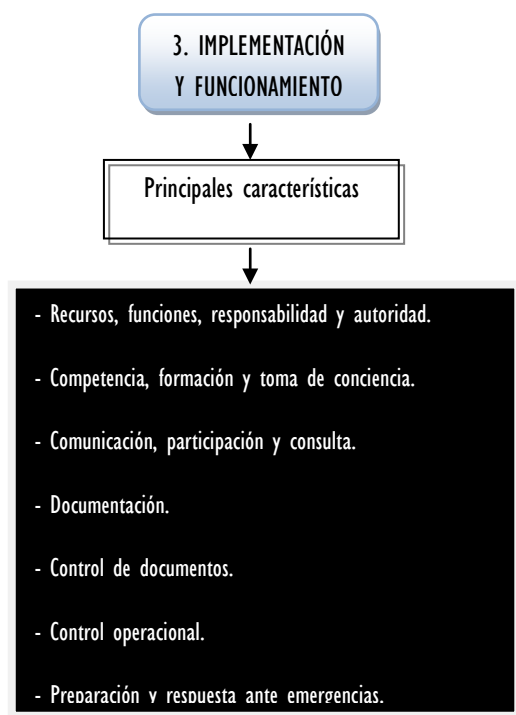 3. IMPLEMENTACIÓN
Y FUNCIONAMIENTO
Principales característícas
- Recursos, funciones, responsabilidad y autoridad.
- Competencia, formación y toma de conciencia.
- Comunicación, participación y consulta.
- Documentación.
- Control de documentos.
- Control operacional.
- Preparación y respuesta ante emergencias.